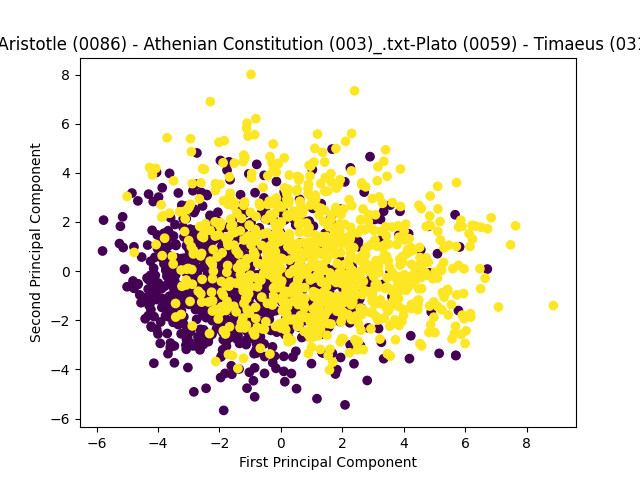 Aristotle (0086) - Athenian Constitution (003)_.txt-Plato (0059) - Timaeus (031
8
6
4
2
0
−2
−4
−6
−6 −4 −2 0 2 4 6 8
Second Principal Component
First Principal Component